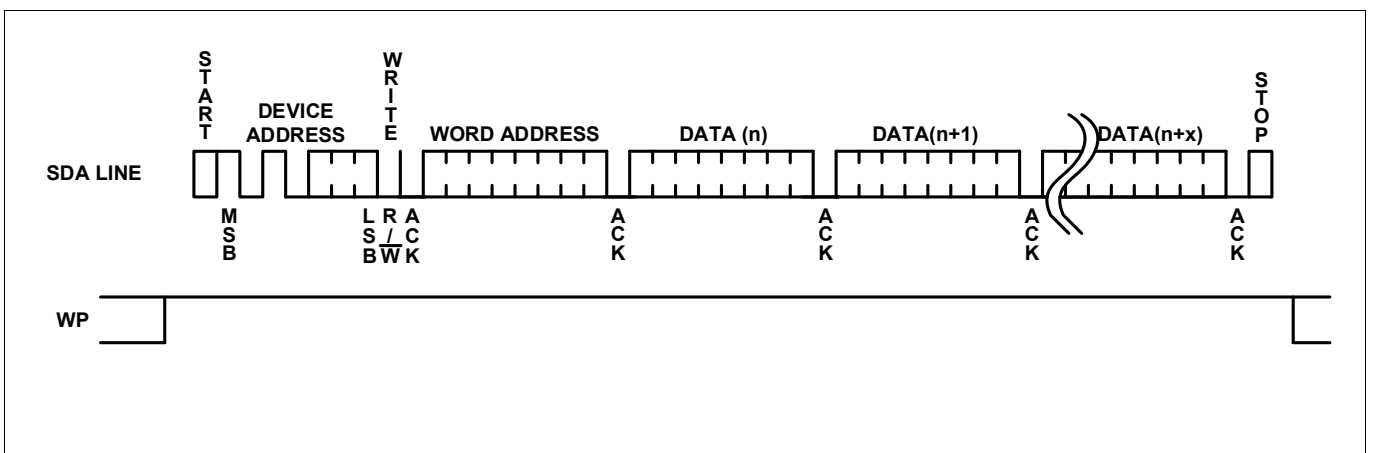 START
WRITE
STOP
DEVICE
ADDRESS
WORD ADDRESS
DATA (n)
DATA(n+1)
DATA(n+x)
SDA LINE
MSB
LSB
R/W
ACK
ACK
ACK
ACK
ACK
WP